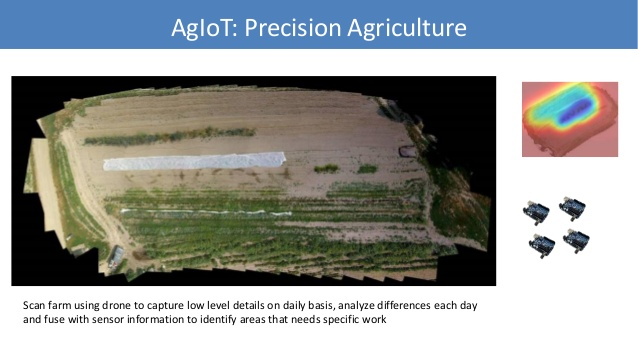 AgIoT: Precision Agriculture
Scan farm using drone to capture low level details on daily basis, analyze differences each day
and fuse with sensor information to identify areas that needs specific work